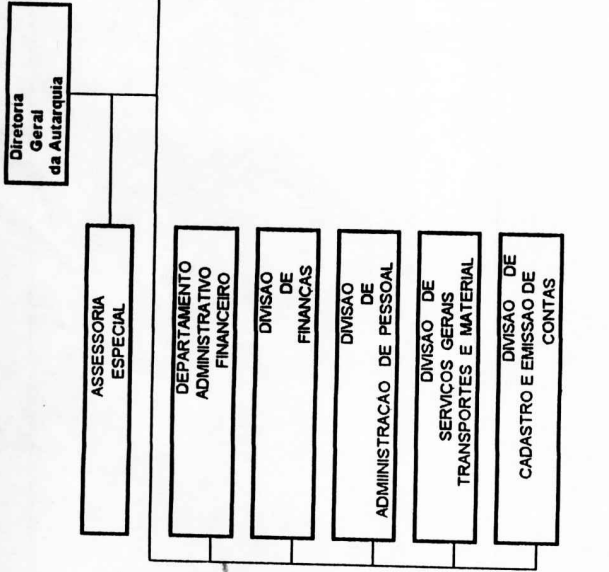 Diretoria
Geral
da Autarquia
ASSESSORIA
ESPECIAL
DEPARTAMENTO
ADMINISTRATIVO
FINANCEIRO
DIVISAO
DE
FINANÇAS
DIVISAO
DE
ADMIINISTRACAO DE PESSOAL
DIVISAO DE
SERVIÇOS GERAIS
TRANSPORTES E MATERIAL
DIVISAO DE
CADASTRO E EMISSAO DE
CONTAS